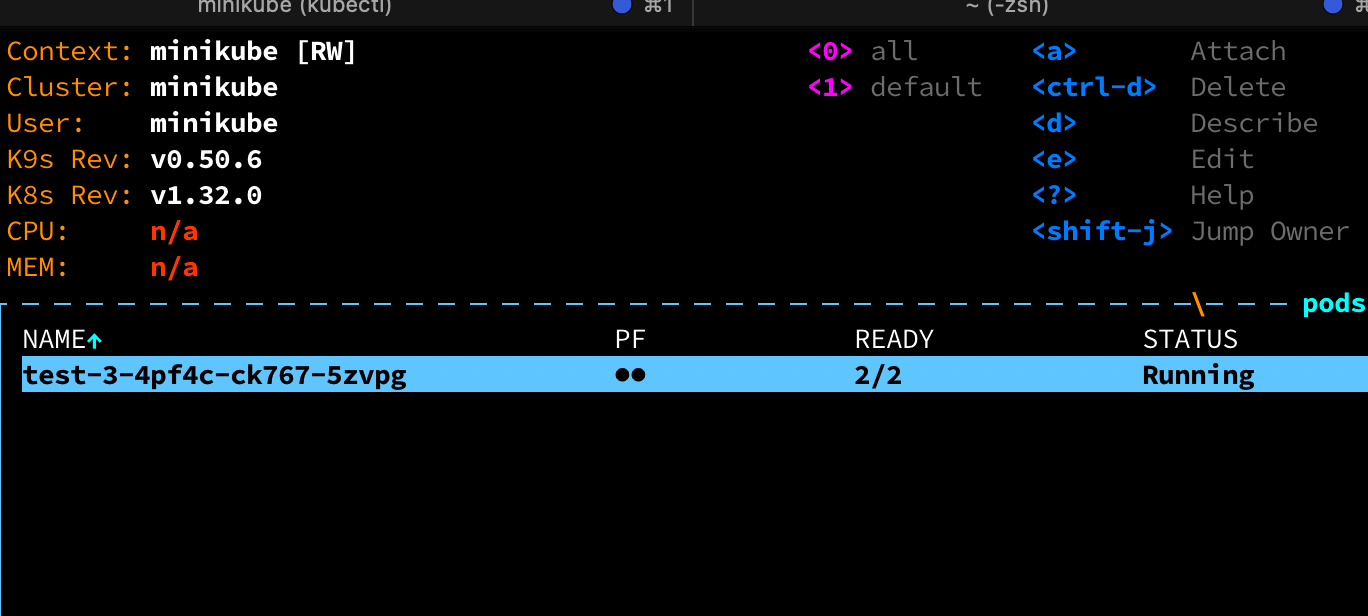 minikube (kubectl) ⌘1 ~ (-zsh)
Context: minikube [RW] <0> all <a> Attach
Cluster: minikube <1> default <ctrl-d> Delete
User: minikube <d> Describe
K9s Rev: v0.50.6 <e> Edit
K8s Rev: v1.32.0 <?> Help
CPU: n/a <shift-j> Jump Owner
MEM: n/a
pods
NAME↑ PF READY STATUS
test-3-4pf4c-ck767-5zvpg ●● 2/2 Running